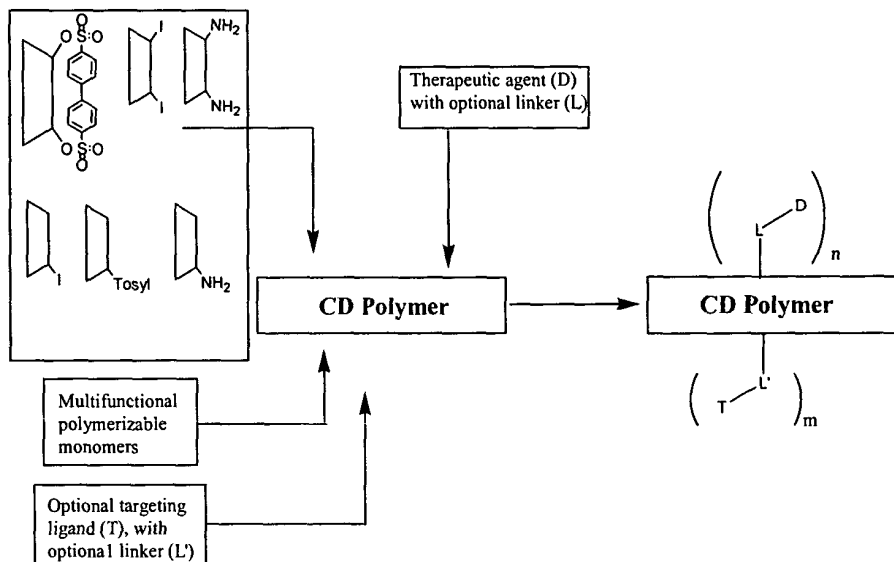 O
O=S=O
I
NH2
I
NH2
O
O=S=O
I
Tosyl
NH2
Therapeutic agent (D)
with optional linker (L)
CD Polymer
Multifunctional
polymerizable
monomers
Optional targeting
ligand (T), with
optional linker (L')
D
L
n
CD Polymer
L'
T
m